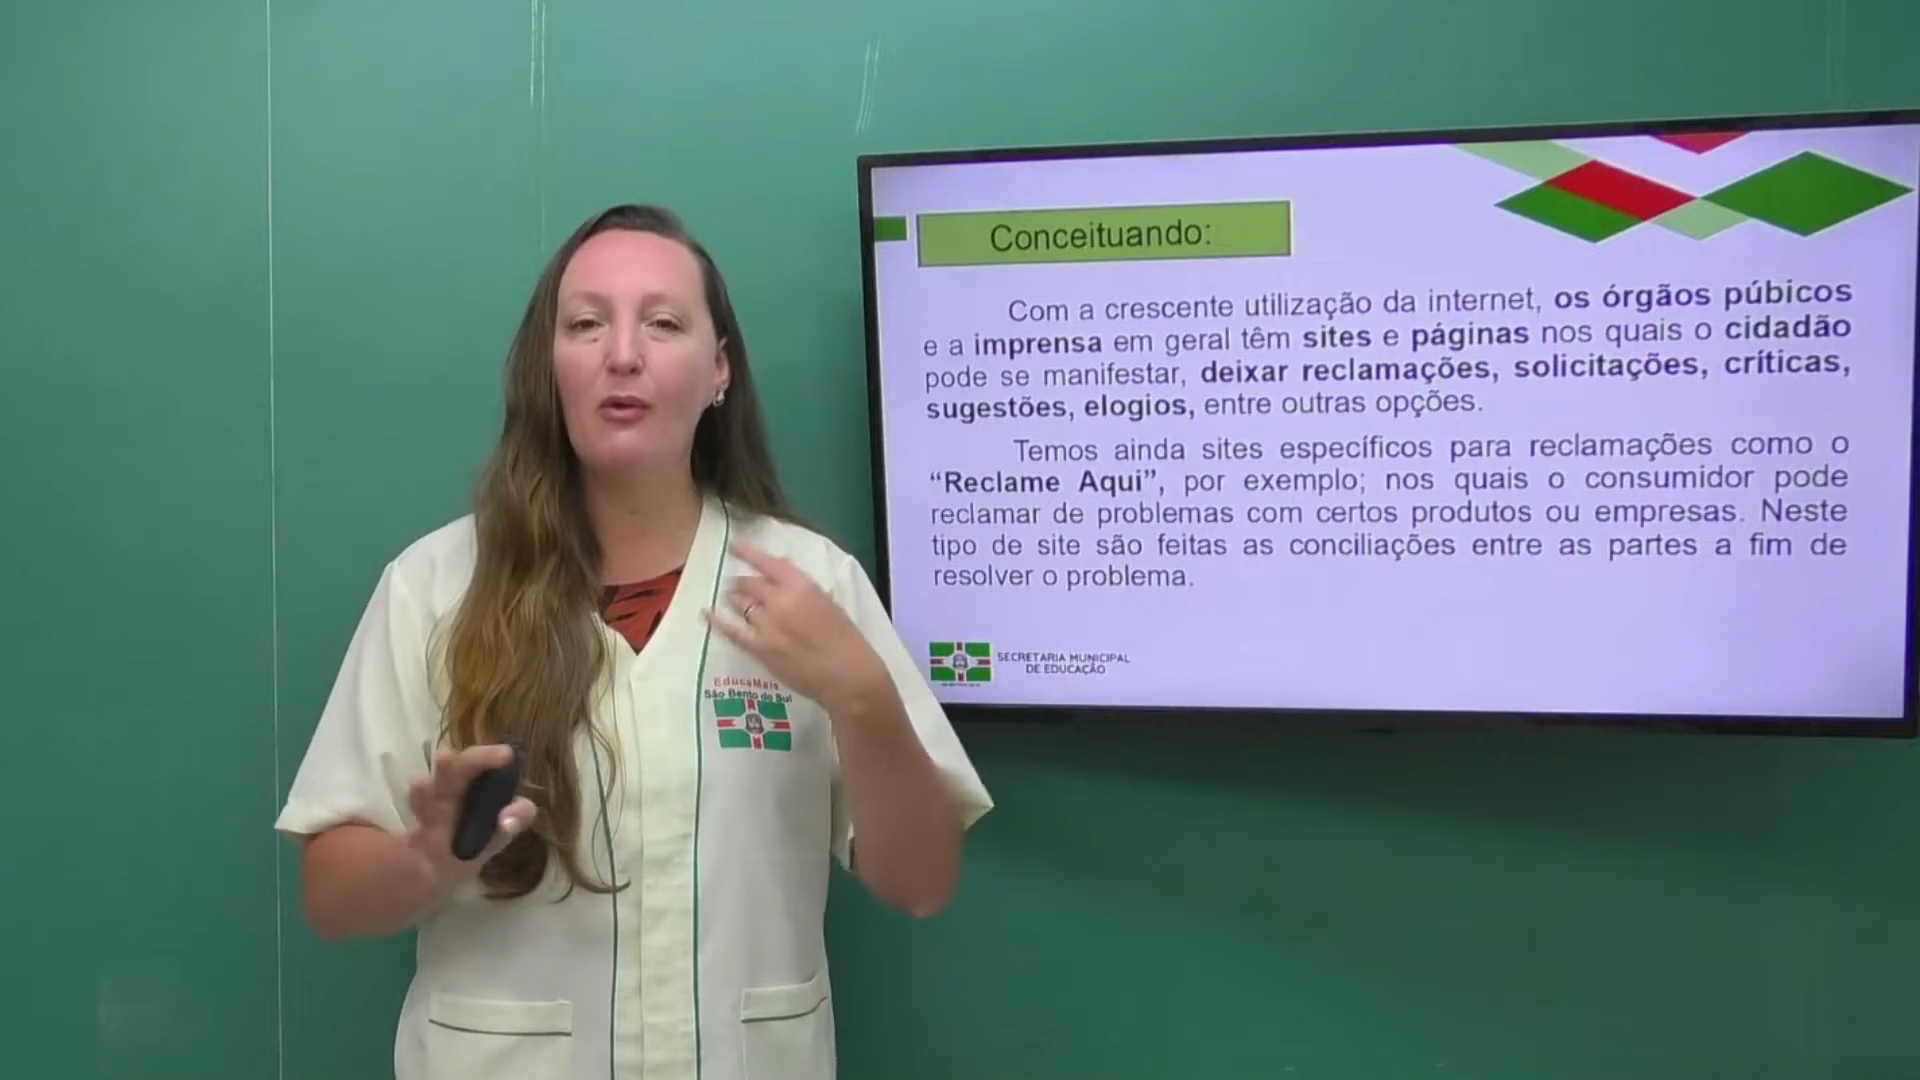 Conceituando:
Com a crescente utilização da internet, os órgãos púbicos
e a imprensa em geral têm sites e páginas nos quais o cidadão
pode se manifestar, deixar reclamações, solicitações, críticas,
sugestões, elogios, entre outras opções.
Temos ainda sites específicos para reclamações como o
“Reclame Aqui”, por exemplo; nos quais o consumidor pode
reclamar de problemas com certos produtos ou empresas. Neste
tipo de site são feitas as conciliações entre as partes a fim de
resolver o problema.
SECRETARIA MUNICIPAL
DE EDUCAÇÃO
EducaMais
São Bento do Sul